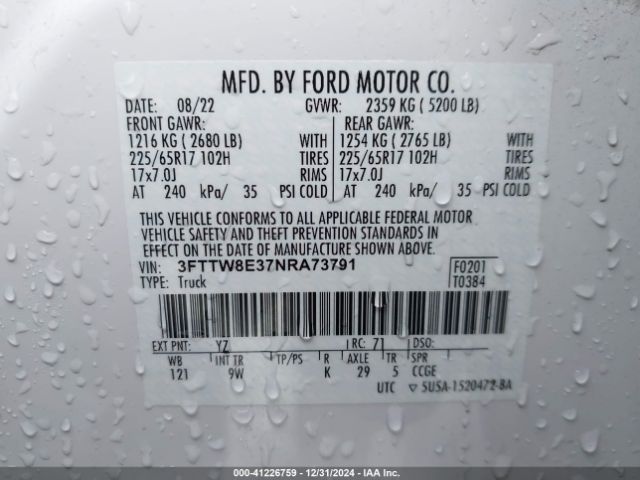 MFD. BY FORD MOTOR CO.
DATE: 08/22 GVWR: 2359 KG ( 5200 LB)
FRONT GAWR: REAR GAWR:
1216 KG ( 2680 LB) WITH 1254 KG ( 2765 LB) WITH
225/65R17 102H TIRES 225/65R17 102H TIRES
17x7.0J RIMS 17x7.0J RIMS
AT 240 kPa/ 35 PSI COLD AT 240 kPa/ 35 PSI COLD
THIS VEHICLE CONFORMS TO ALL APPLICABLE FEDERAL MOTOR
VEHICLE SAFETY AND THEFT PREVENTION STANDARDS IN
EFFECT ON THE DATE OF MANUFACTURE SHOWN ABOVE.
VIN: 3FTTW8E37NRA73791 F0201
TYPE: Truck T0384
EXT PNT: YZ RC: 71 DSO:
WB INT TR TP/PS R AXLE TR SPR
121 9W K 29 5 CCGE
UTC ▽ 5USA-1520472-BA
000-41226759 - 12/31/2024 - IAA Inc.